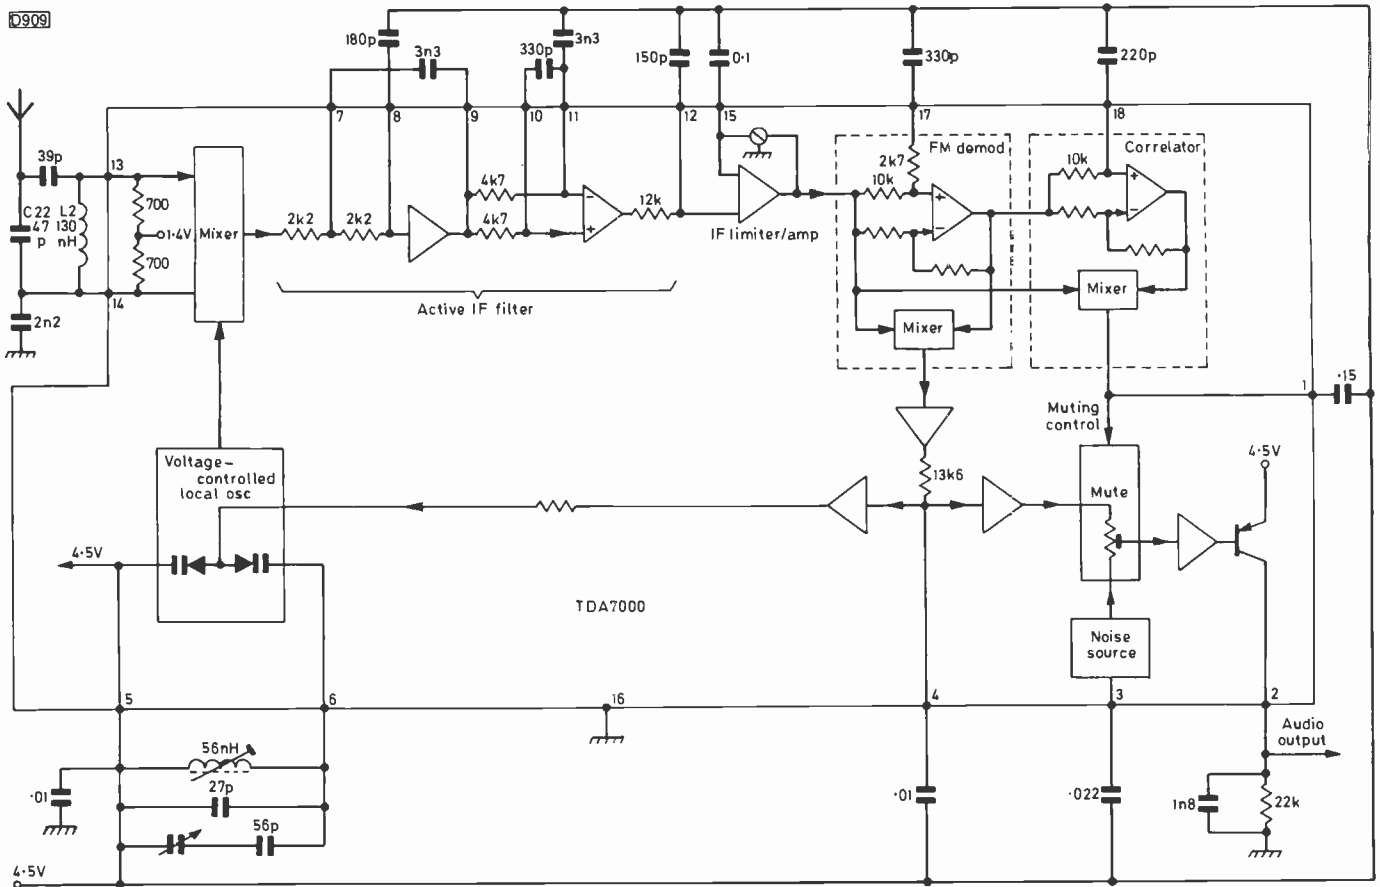 D909
180p
3n3
330p
3n3
150p
0·1
330p
220p
7
8
9
10
11
12
15
17
18
39p
13
C22
47
p
L2
130
nH
700
1·4V
700
14
2n2
Mixer
2k2
2k2
4k7
4k7
12k
Active IF filter
IF limiter/amp
FM demod
2k7
10k
+
−
Mixer
Correlator
10k
+
−
Mixer
1
·15
Muting
control
4·5V
Mute
13k6
Voltage–
controlled
local osc
4·5V
TDA7000
Noise
source
5
6
16
4
3
2
Audio
output
56nH
27p
56p
·01
·01
·022
1n8
22k
4·5V